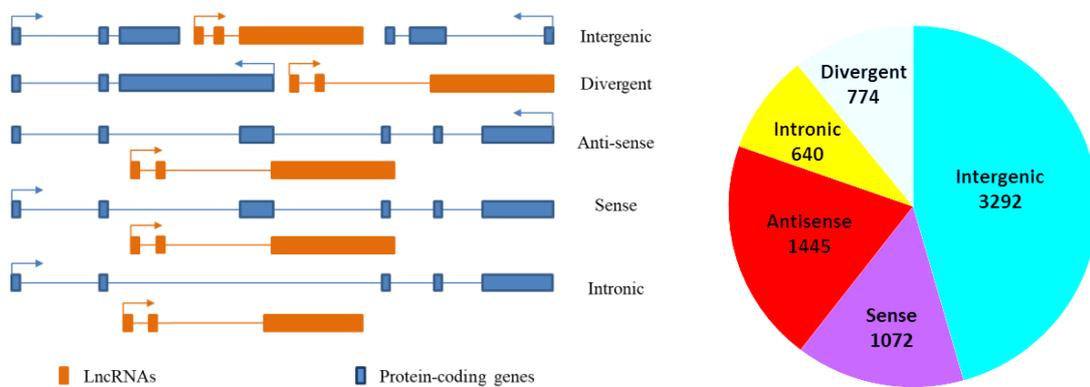 Intergenic
Divergent
Anti-sense
Sense
Intronic
LncRNAs
Protein-coding genes
Divergent
774
Intronic
640
Intergenic
3292
Antisense
1445
Sense
1072